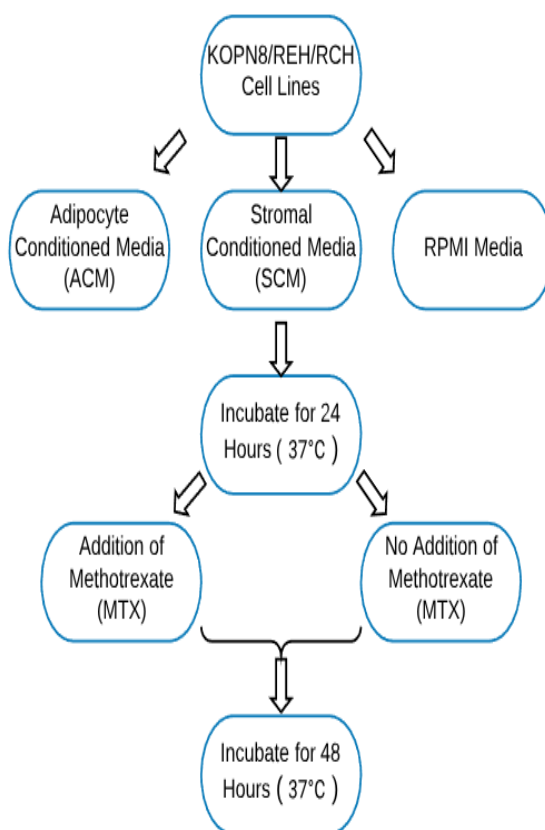 KOPN8/REH/RCH
Cell Lines
Adipocyte
Conditioned Media
(ACM)
Stromal
Conditioned Media
(SCM)
RPMI Media
Incubate for 24
Hours ( 37°C )
Addition of
Methotrexate
(MTX)
No Addition of
Methotrexate
(MTX)
Incubate for 48
Hours ( 37°C )